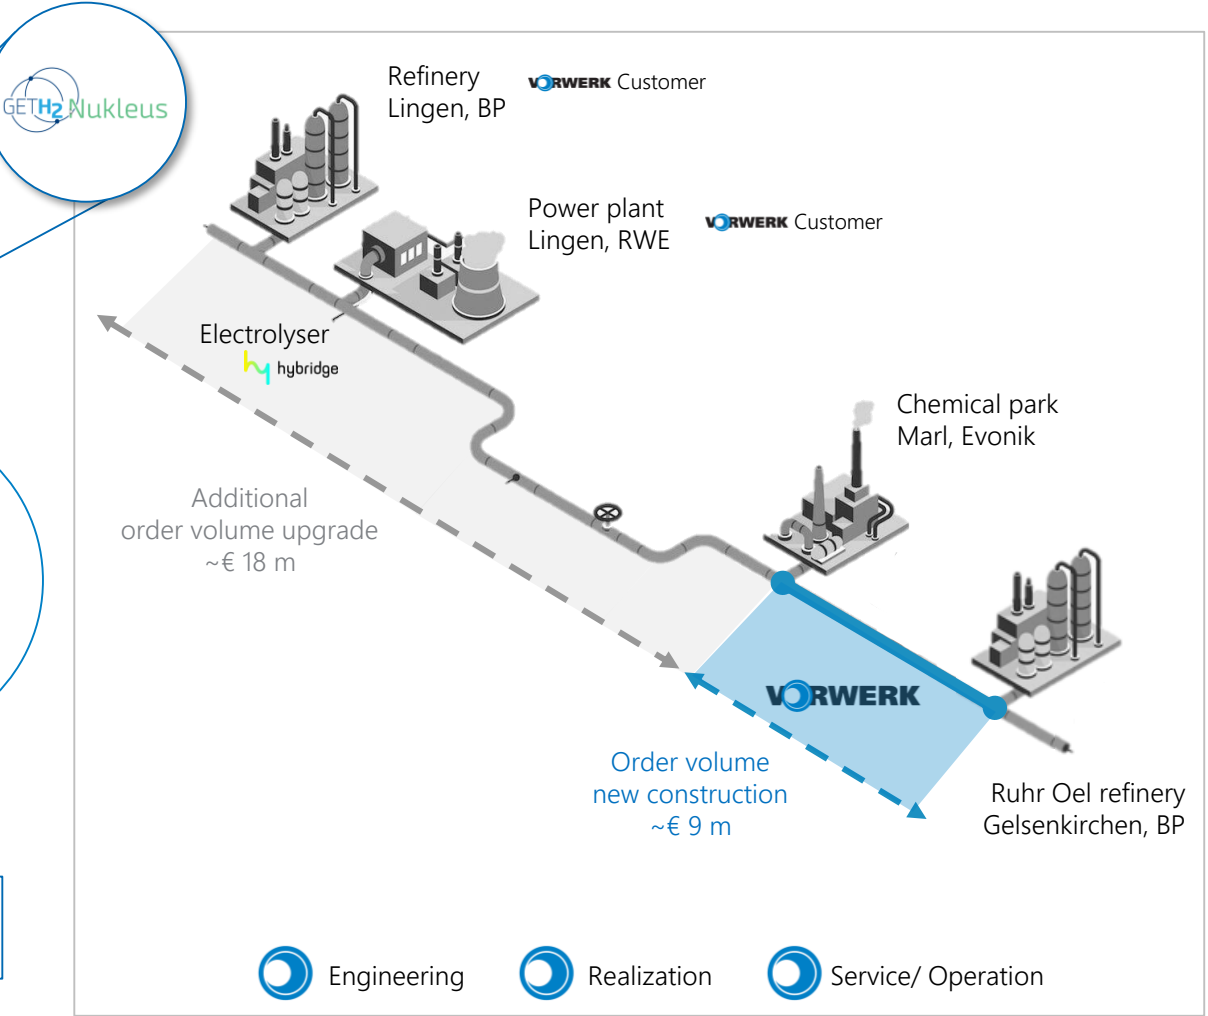 GETH2 Nukleus
Refinery
Lingen, BP
VORWERK Customer
Power plant
Lingen, RWE
VORWERK Customer
Electrolyser
hy hybridge
Chemical park
Marl, Evonik
Additional
order volume upgrade
~€ 18 m
VORWERK
Order volume
new construction
~€ 9 m
Ruhr Oel refinery
Gelsenkirchen, BP
Engineering
Realization
Service/ Operation